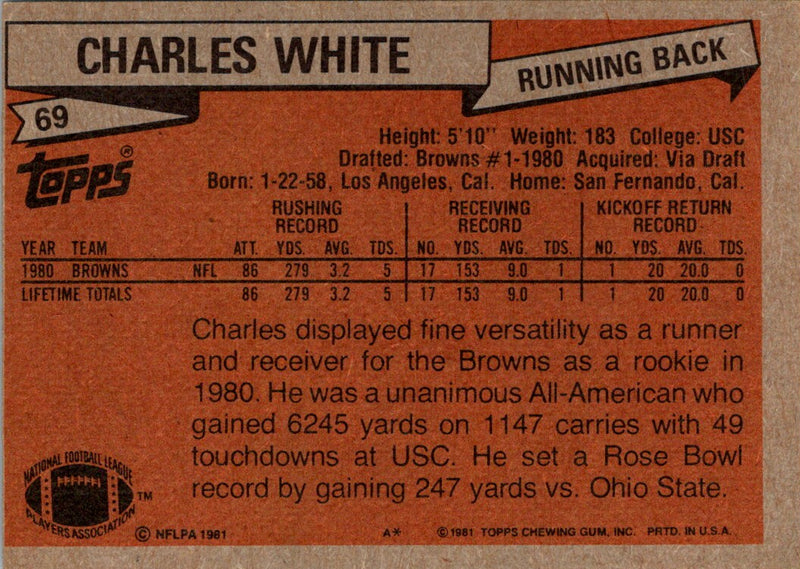 CHARLES WHITE
RUNNING BACK
69
Topps®
Height: 5'10" Weight: 183 College: USC
Drafted: Browns #1-1980 Acquired: Via Draft
Born: 1-22-58, Los Angeles, Cal. Home: San Fernando, Cal.
RUSHING RECEIVING KICKOFF RETURN
RECORD RECORD RECORD
YEAR TEAM ATT. YDS. AVG. TDS. NO. YDS. AVG. TDS. NO. YDS. AVG. TDS.
1980 BROWNS NFL 86 279 3.2 5 17 153 9.0 1 1 20 20.0 0
LIFETIME TOTALS 86 279 3.2 5 17 153 9.0 1 1 20 20.0 0
Charles displayed fine versatility as a runner
and receiver for the Browns as a rookie in
1980. He was a unanimous All-American who
gained 6245 yards on 1147 carries with 49
touchdowns at USC. He set a Rose Bowl
record by gaining 247 yards vs. Ohio State.
NATIONAL FOOTBALL LEAGUE
PLAYERS ASSOCIATION
TM
© NFLPA 1981 A* © 1981 TOPPS CHEWING GUM, INC. PRTD. IN U.S.A.